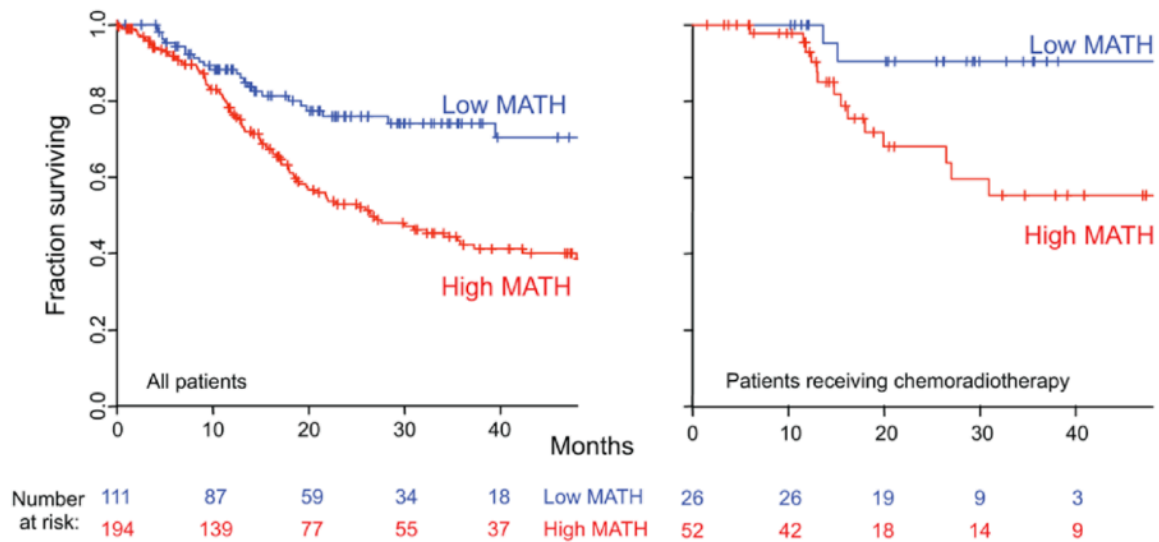 Fraction surviving
1.0
0.8
0.6
0.4
0.2
0.0
Low MATH
High MATH
All patients
0 10 20 30 40
Low MATH
High MATH
Patients receiving chemoradiotherapy
0 10 20 30 40
Months
Number at risk:
111 87 59 34 18 Low MATH 26 26 19 9 3
194 139 77 55 37 High MATH 52 42 18 14 9